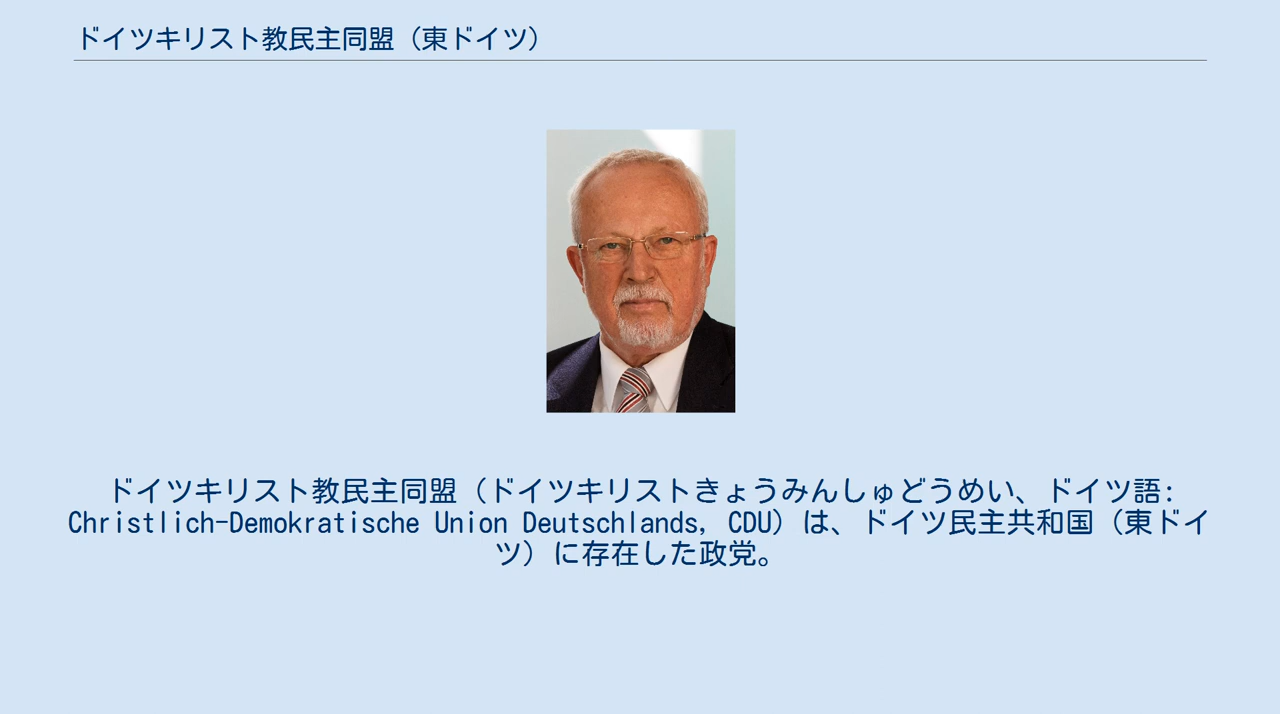 ドイツキリスト教民主同盟（東ドイツ）
ドイツキリスト教民主同盟（ドイツキリストきょうみんしゅどうめい、ドイツ語:
Christlich-Demokratische Union Deutschlands, CDU）は、ドイツ民主共和国（東ドイ
ツ）に存在した政党。